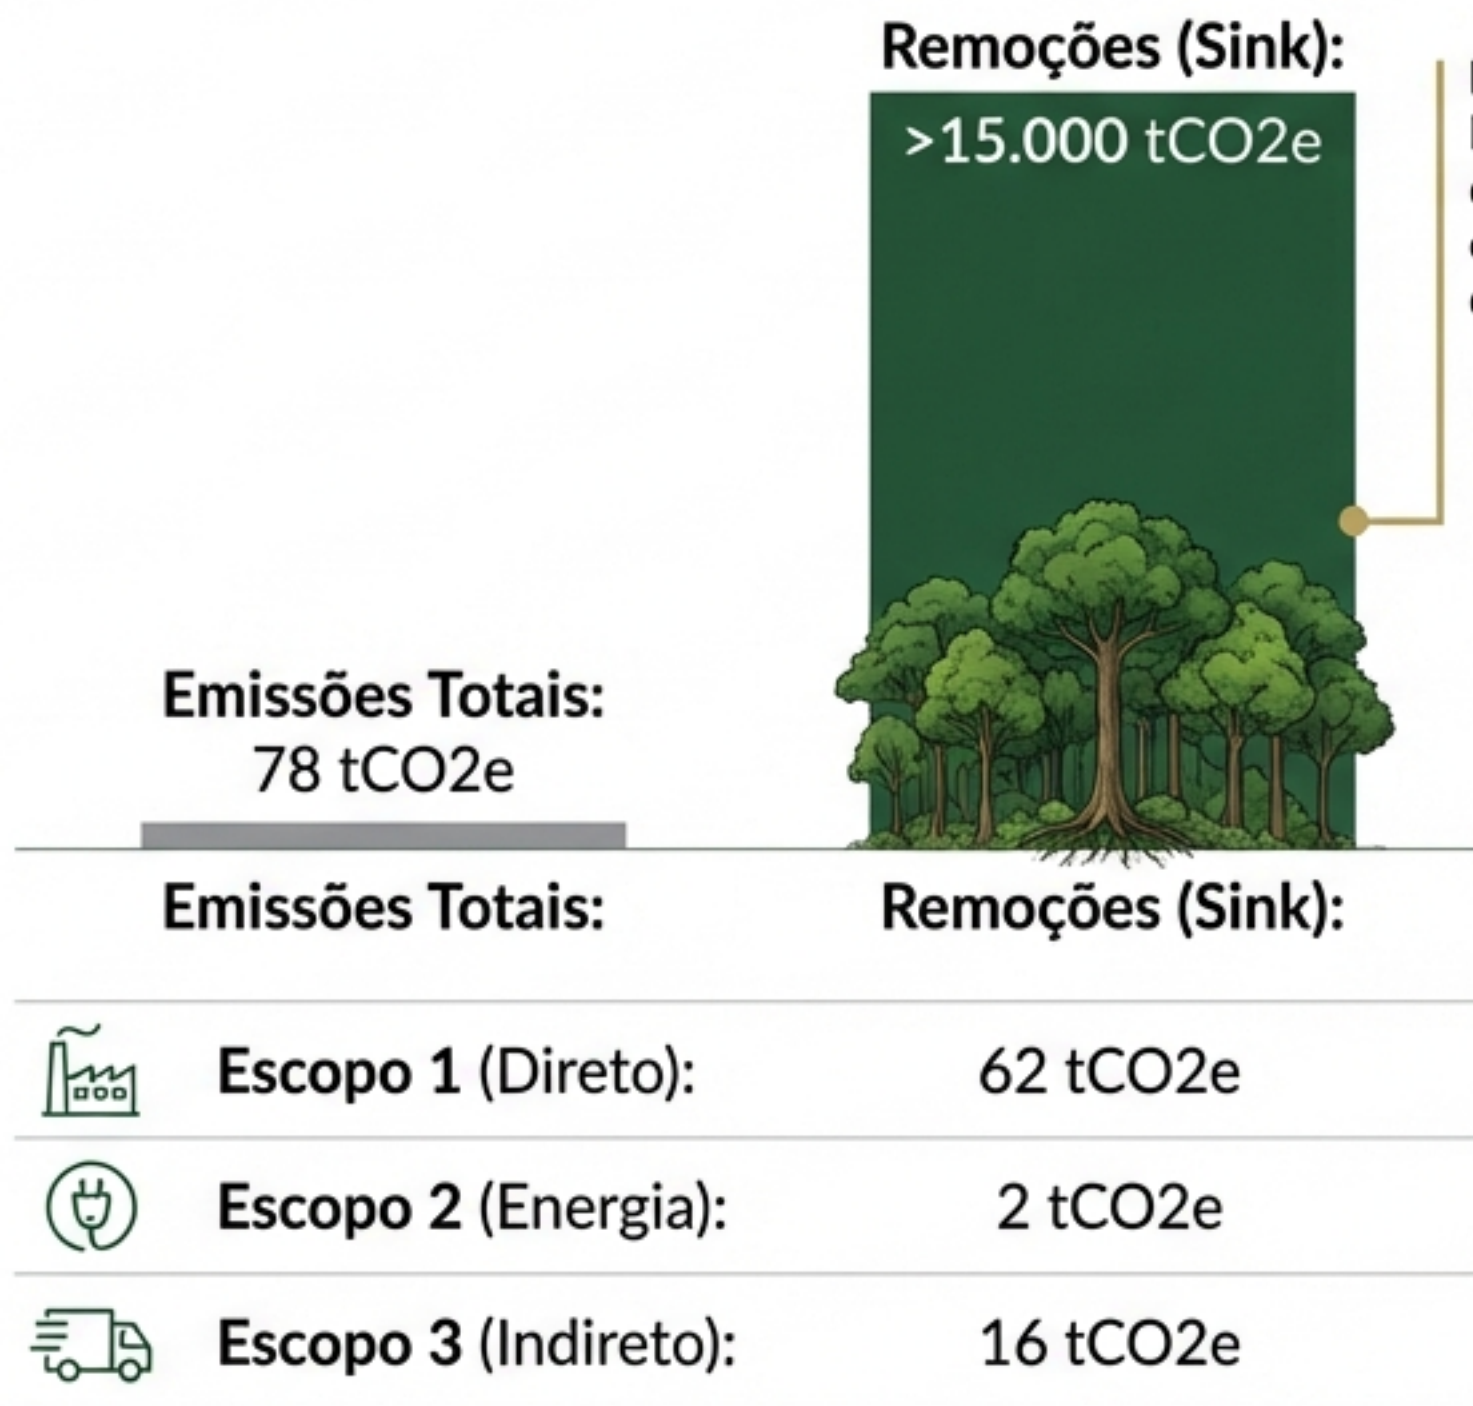 Remoções (Sink):
>15.000 tCO2e
Emissões Totais:
78 tCO2e
Emissões Totais:
Remoções (Sink):
Escopo 1 (Direto):
62 tCO2e
Escopo 2 (Energia):
2 tCO2e
Escopo 3 (Indireto):
16 tCO2e